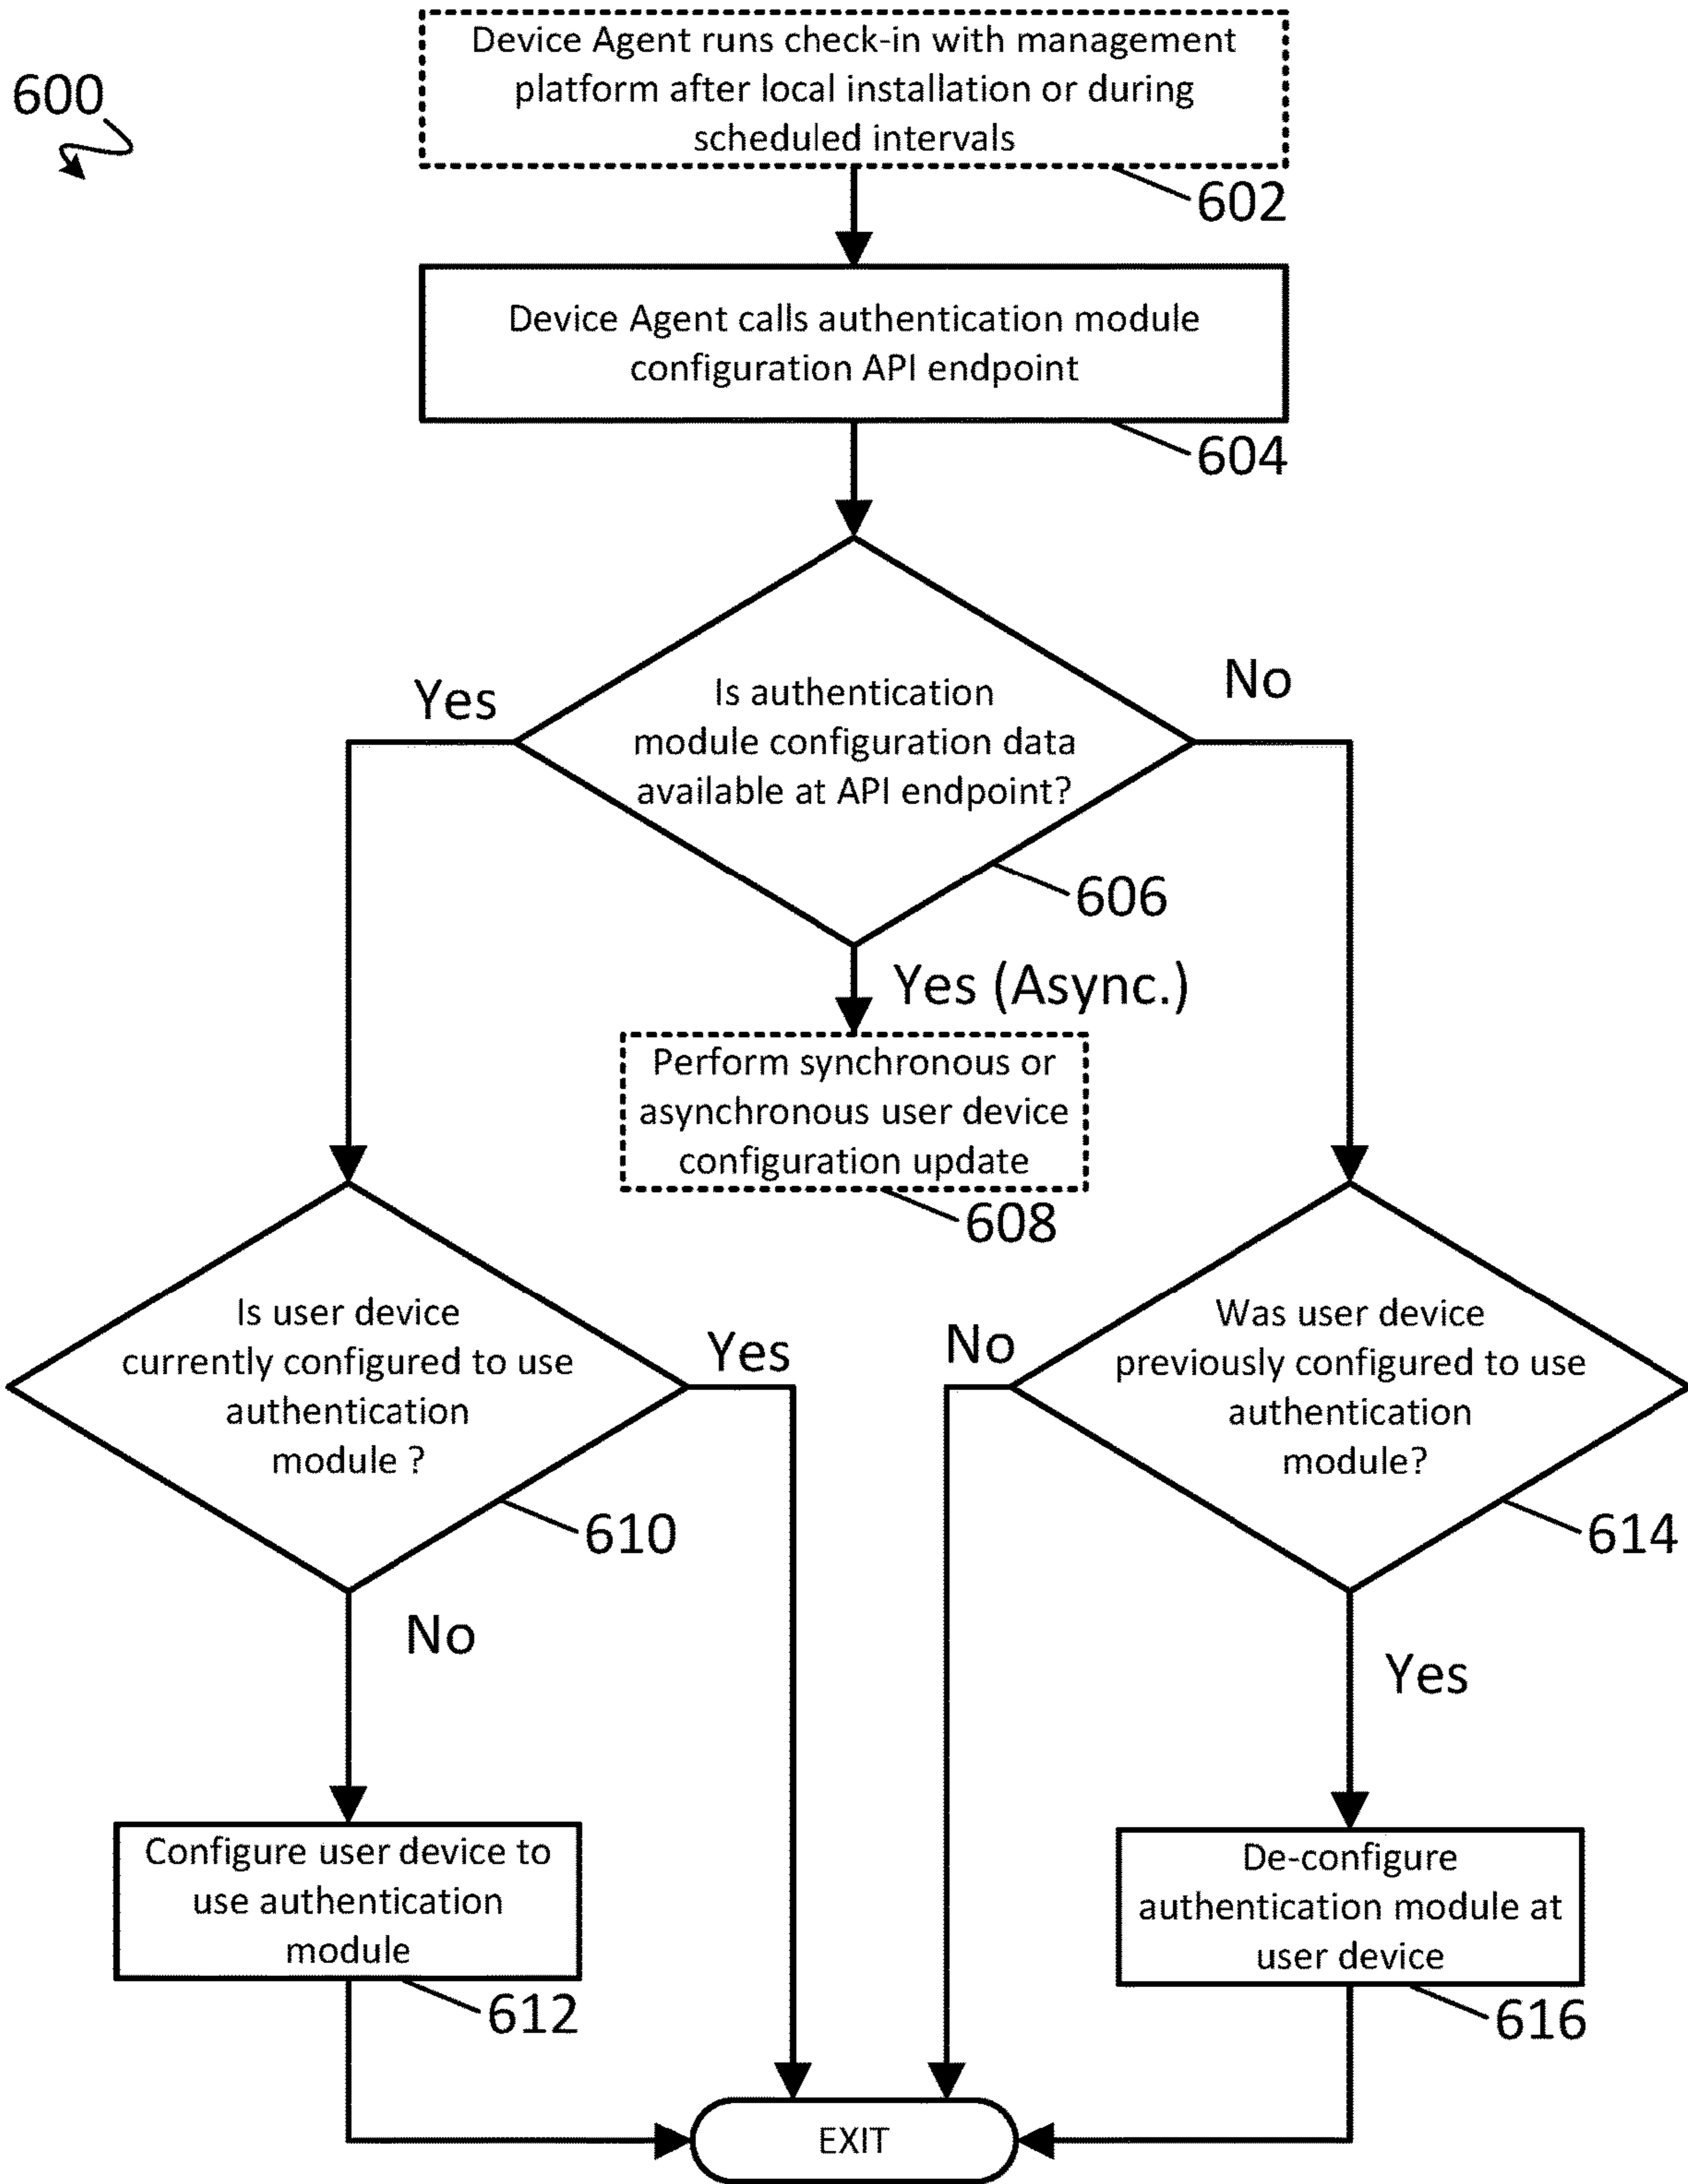 600
Device Agent runs check-in with management
platform after local installation or during
scheduled intervals
602
Device Agent calls authentication module
configuration API endpoint
604
Is authentication
module configuration data
available at API endpoint?
606
Yes
No
Yes (Async.)
Perform synchronous or
asynchronous user device
configuration update
608
Is user device
currently configured to use
authentication
module ?
610
Yes
No
Was user device
previously configured to use
authentication
module?
614
No
Yes
Configure user device to
use authentication
module
612
De-configure
authentication module at
user device
616
EXIT